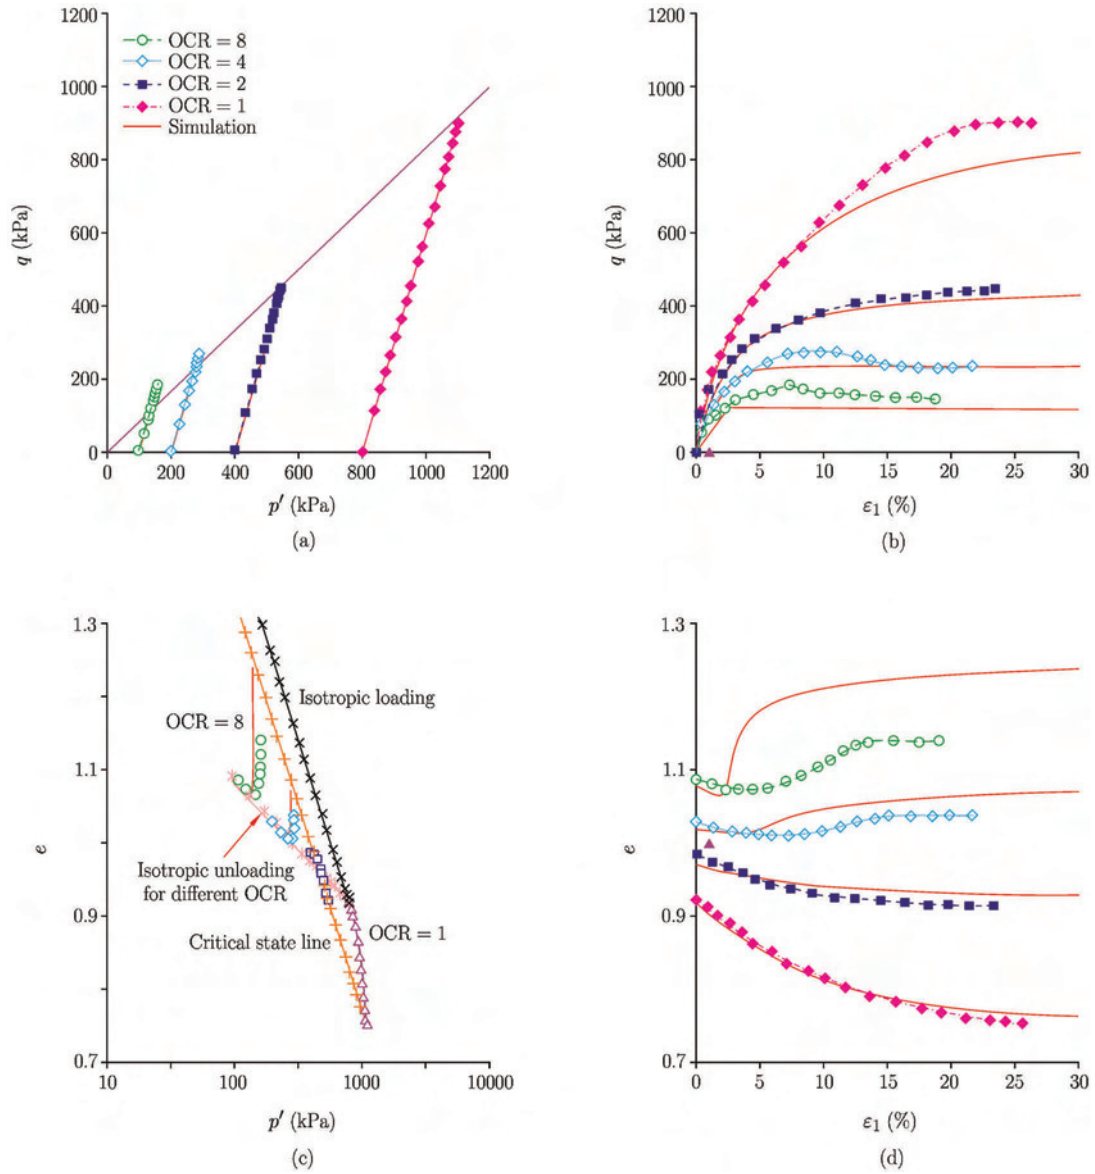 1200
1000
800
600
400
200
0
q (kPa)
OCR = 8
OCR = 4
OCR = 2
OCR = 1
Simulation
0 200 400 600 800 1000 1200
p′ (kPa)
(a)
1200
1000
800
600
400
200
0
q (kPa)
0 5 10 15 20 25 30
ε1 (%)
(b)
1.3
1.1
0.9
0.7
e
Isotropic loading
OCR = 8
Isotropic unloading
for different OCR
Critical state line
OCR = 1
10 100 1000 10000
p′ (kPa)
(c)
1.3
1.1
0.9
0.7
e
0 5 10 15 20 25 30
ε1 (%)
(d)